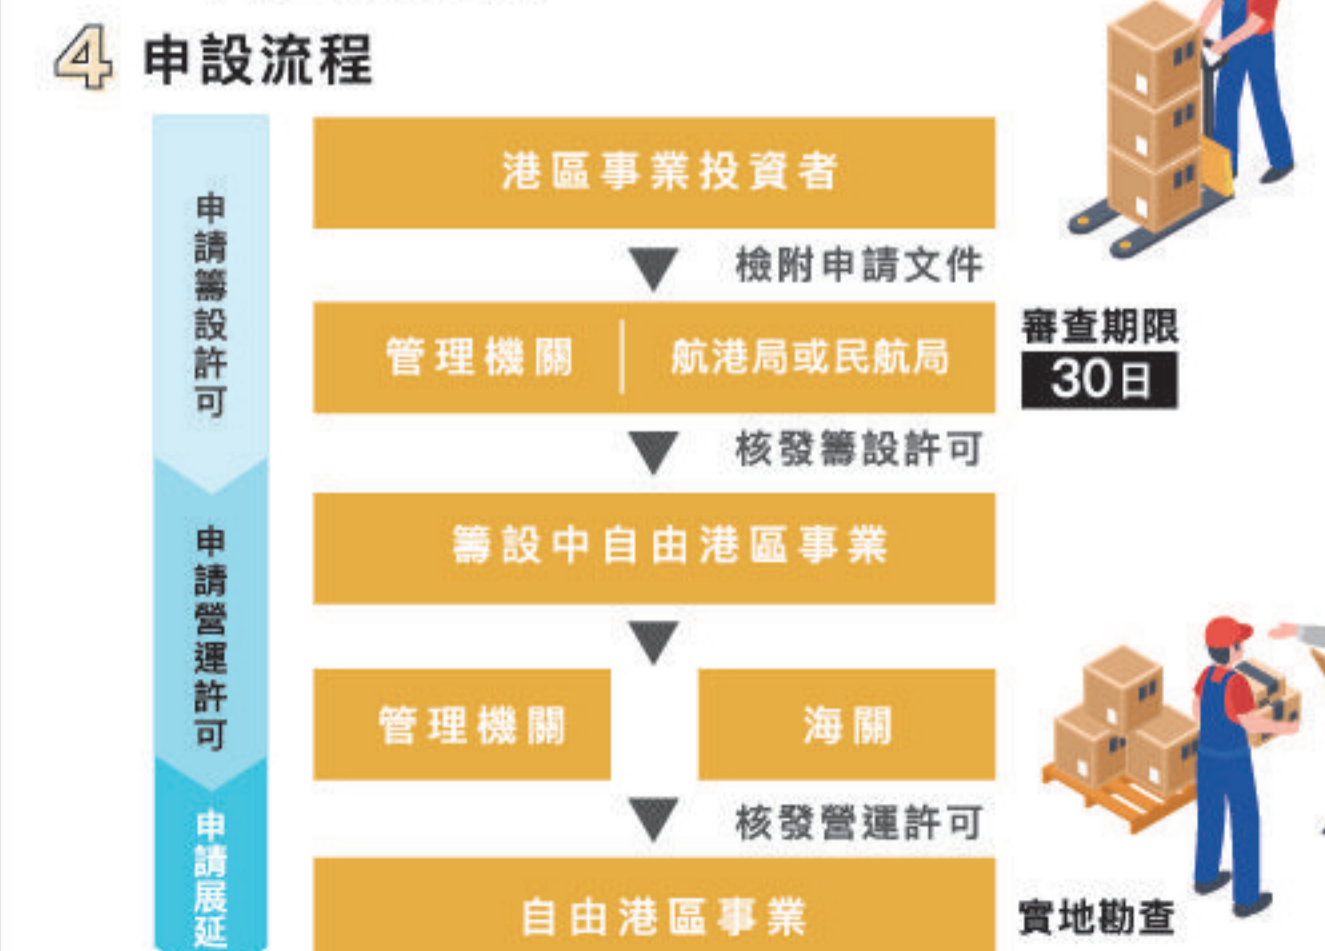 4 申設流程
申請籌設許可
港區事業投資者
檢附申請文件
管理機關 航港局或民航局
審查期限
30日
核發籌設許可
申請營運許可
籌設中自由港區事業
管理機關
海關
核發營運許可
申請展延
自由港區事業
實地勘查